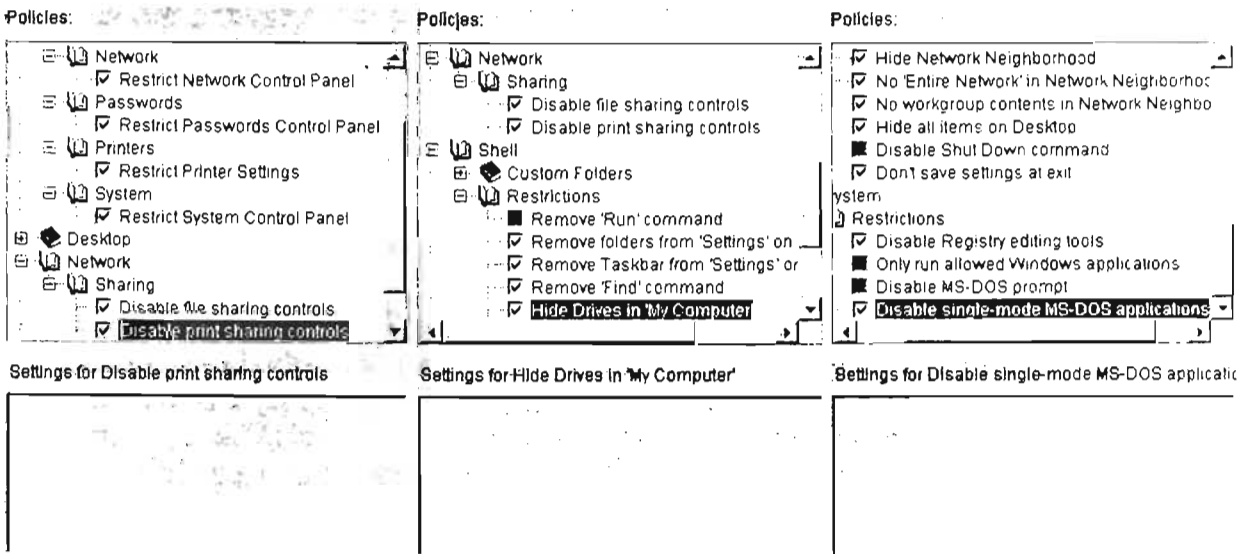 Policies:
Network
Restrict Network Control Panel
Passwords
Restrict Passwords Control Panel
Printers
Restrict Printer Settings
System
Restrict System Control Panel
Desktop
Network
Sharing
Disable file sharing controls
Disable print sharing controls
Settings for Disable print sharing controls
Policies:
Network
Sharing
Disable file sharing controls
Disable print sharing controls
Shell
Custom Folders
Restrictions
Remove 'Run' command
Remove folders from 'Settings' on
Remove Taskbar from 'Settings' or
Remove 'Find' command
Hide Drives in 'My Computer
Settings for Hide Drives in 'My Computer'
Policies:
Hide Network Neighborhood
No 'Entire Network' in Network Neighborhoo
No workgroup contents in Network Neighbo
Hide all items on Desktop
Disable Shut Down command
Don't save settings at exit
ystem
Restrictions
Disable Registry editing tools
Only run allowed Windows applications
Disable MS-DOS prompt
Disable single-mode MS-DOS applications
Settings for Disable single-mode MS-DOS applicatic